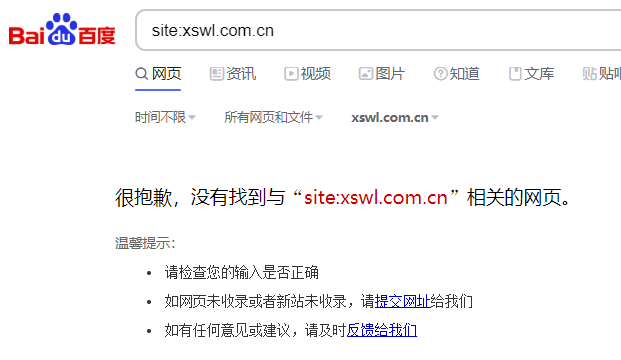 Bai du 百度
site:xswl.com.cn
网页 资讯 视频 图片 知道 文库 贴 贴吧
时间不限 所有网页和文件 xswl.com.cn
很抱歉，没有找到与“site:xswl.com.cn”相关的网页。
温馨提示：
• 请检查您的输入是否正确
• 如网页未收录或者新站未收录，请提交网址给我们
• 如有任何意见或建议，请及时反馈给我们